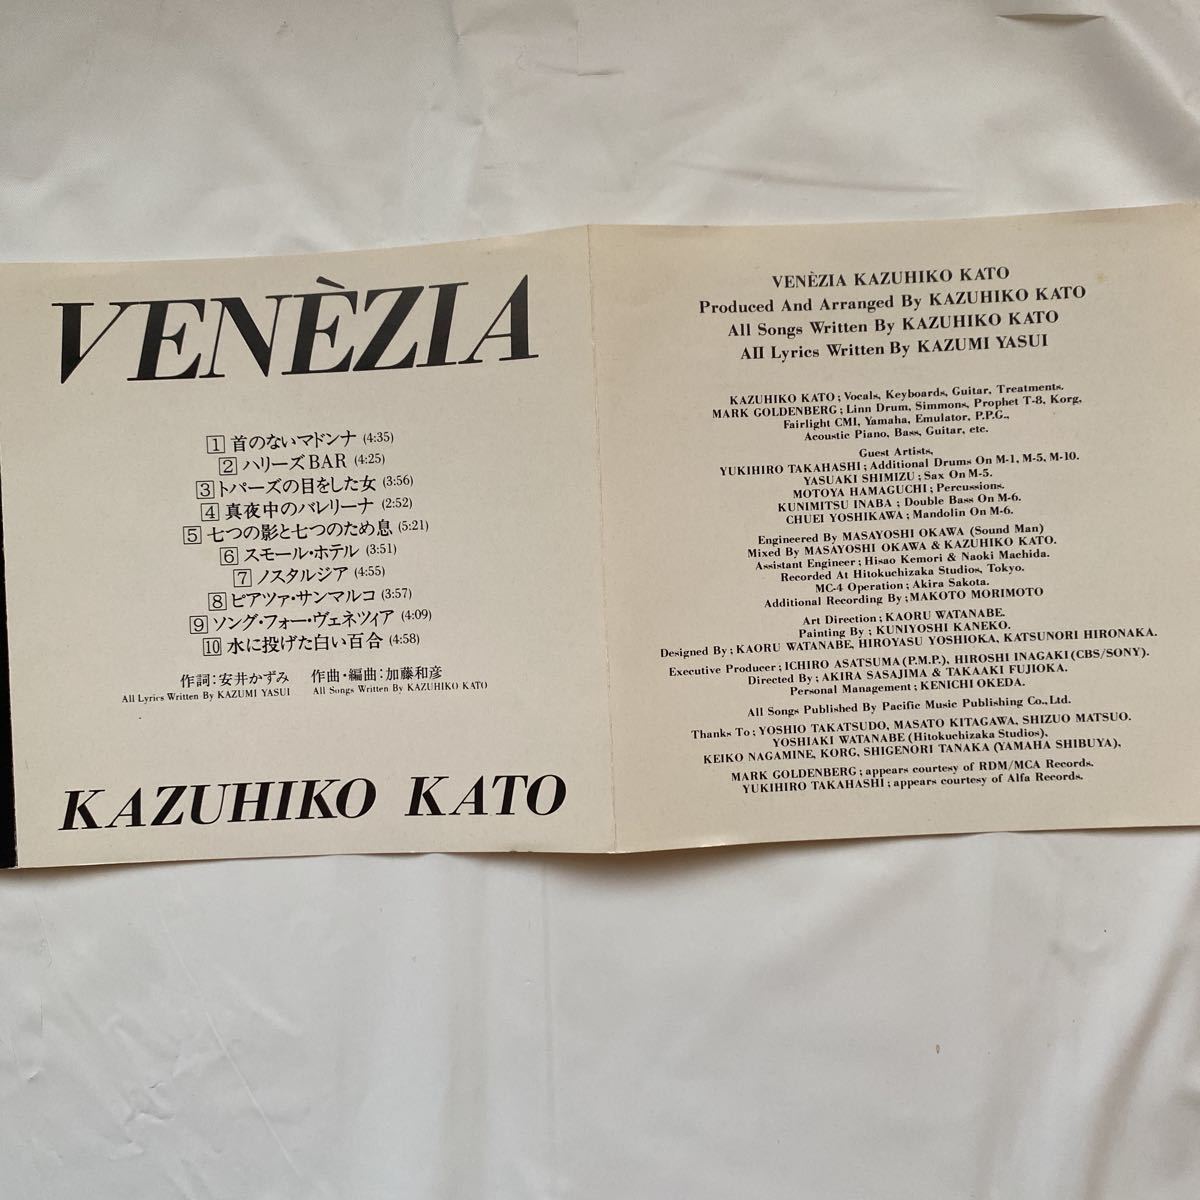 VENÈZIA
1 首のないマドンナ (4:35)
2 ハリーズBAR (4:25)
3 トパーズの目をした女 (3:56)
4 真夜中のバレリーナ (2:52)
5 七つの影と七つのため息 (5:21)
6 スモール・ホテル (3:51)
7 ノスタルジア (4:55)
8 ピアツァ・サンマルコ (3:57)
9 ソング・フォー・ヴェネツィア (4:09)
10 水に投げた白い百合 (4:58)
作詞:安井かずみ 作曲・編曲:加藤和彦
All Lyrics Written By KAZUMI YASUI All Songs Written By KAZUHIKO KATO
KAZUHIKO KATO
VENÈZIA KAZUHIKO KATO
Produced And Arranged By KAZUHIKO KATO
All Songs Written By KAZUHIKO KATO
All Lyrics Written By KAZUMI YASUI
KAZUHIKO KATO ; Vocals, Keyboards, Guitar, Treatments.
MARK GOLDENBERG ; Linn Drum, Simmons, Prophet T-8, Korg,
Fairlight CMI, Yamaha, Emulator, P.P.G.,
Acoustic Piano, Bass, Guitar, etc.
Guest Artists,
YUKIHIRO TAKAHASHI ; Additional Drums On M-1, M-5, M-10.
YASUAKI SHIMIZU ; Sax On M-5.
MOTOYA HAMAGUCHI ; Percussions.
KUNIMITSU INABA ; Double Bass On M-6.
CHUEI YOSHIKAWA ; Mandolin On M-6.
Engineered By MASAYOSHI OKAWA (Sound Man)
Mixed By MASAYOSHI OKAWA & KAZUHIKO KATO.
Assistant Engineer ; Hisao Kemori & Naoki Machida.
Recorded At Hitokuchizaka Studios, Tokyo.
MC-4 Operation ; Akira Sakota.
Additional Recording By ; MAKOTO MORIMOTO
Art Direction ; KAORU WATANABE.
Painting By ; KUNIYOSHI KANEKO.
Designed By ; KAORU WATANABE, HIROYASU YOSHIOKA, KATSUNORI HIRONAKA.
Executive Producer ; ICHIRO ASATSUMA (P.M.P.), HIROSHI INAGAKI (CBS/SONY).
Directed By ; AKIRA SASAJIMA & TAKAAKI FUJIOKA.
Personal Management ; KENICHI OKEDA.
All Songs Published By Pacific Music Publishing Co., Ltd.
Thanks To ; YOSHIO TAKATSUDO, MASATO KITAGAWA, SHIZUO MATSUO.
YOSHIAKI WATANABE (Hitokuchizaka Studios),
KEIKO NAGAMINE, KORG, SHIGENORI TANAKA (YAMAHA SHIBUYA),
MARK GOLDENBERG ; appears courtesy of RDM/MCA Records.
YUKIHIRO TAKAHASHI ; appears courtesy of Alfa Records.